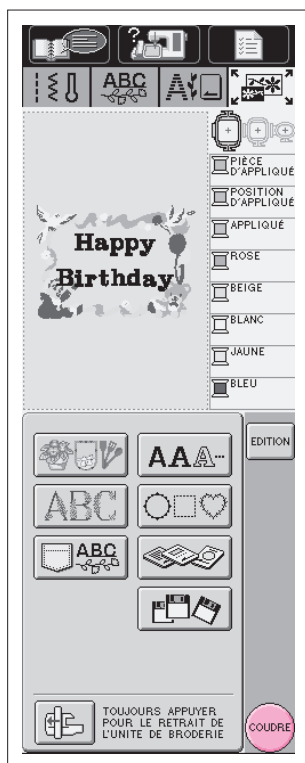 ABC
A
PIÈCE
D'APPLIQUÉ
POSITION
D'APPLIQUÉ
APPLIQUÉ
ROSE
BEIGE
BLANC
JAUNE
BLEU
Happy
Birthday
EDITION
AAA
ABC
ABC
TOUJOURS APPUYER
POUR LE RETRAIT DE
L'UNITE DE BRODERIE
COUDRE